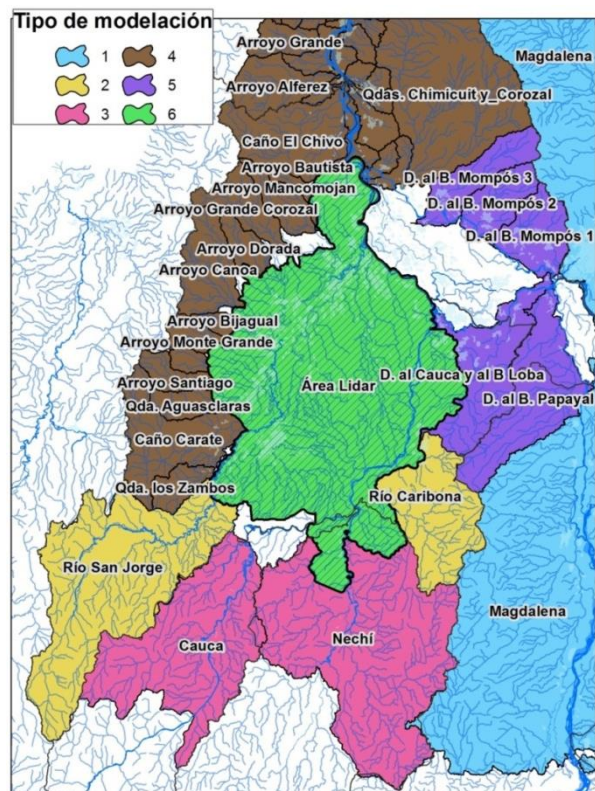 Tipo de modelación
1
4
2
5
3
6
Arroyo Grande
Magdalena
Arroyo Alferez
Qdás. Chimicuit y_Corozal
Caño El Chivo
Arroyo Bautista
D. al B. Mompós 3
Arroyo Mancomojan
D. al B. Mompós 2
Arroyo Grande Corozal
D. al B. Mompós 1
Arroyo Dorada
Arroyo Canoa
Arroyo Bijagual
Arroyo Monte Grande
D. al Cauca y al B Loba
Arroyo Santiago
Área Lidar
D. al B. Papayal
Qda. Aguasclaras
Caño Carate
Qda. los Zambos
Río Caribona
Río San Jorge
Magdalena
Cauca
Nechí